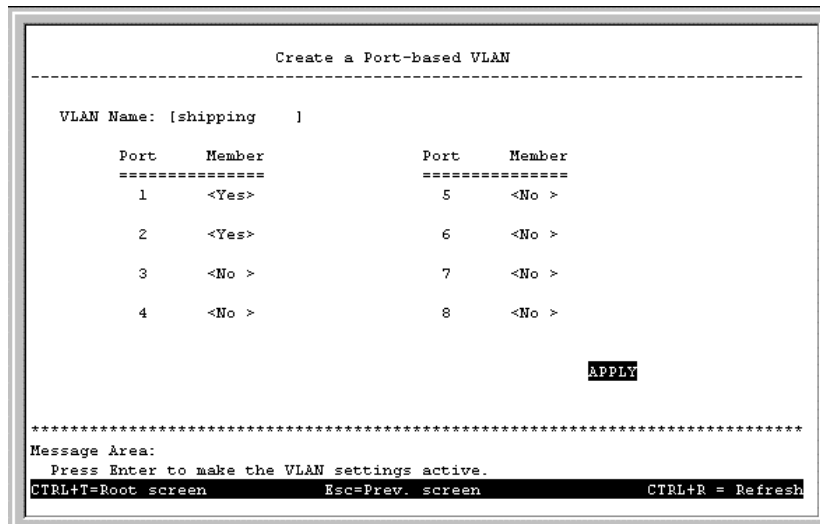 Create a Port-based VLAN
--------------------------------------------------------------------------------
VLAN Name: [shipping    ]
Port    Member    Port    Member
===============    ===============
1    <Yes>    5    <No >
2    <Yes>    6    <No >
3    <No >    7    <No >
4    <No >    8    <No >
APPLY
********************************************************************************
Message Area:
Press Enter to make the VLAN settings active.
CTRL+T=Root screen    Esc=Prev. screen    CTRL+R = Refresh